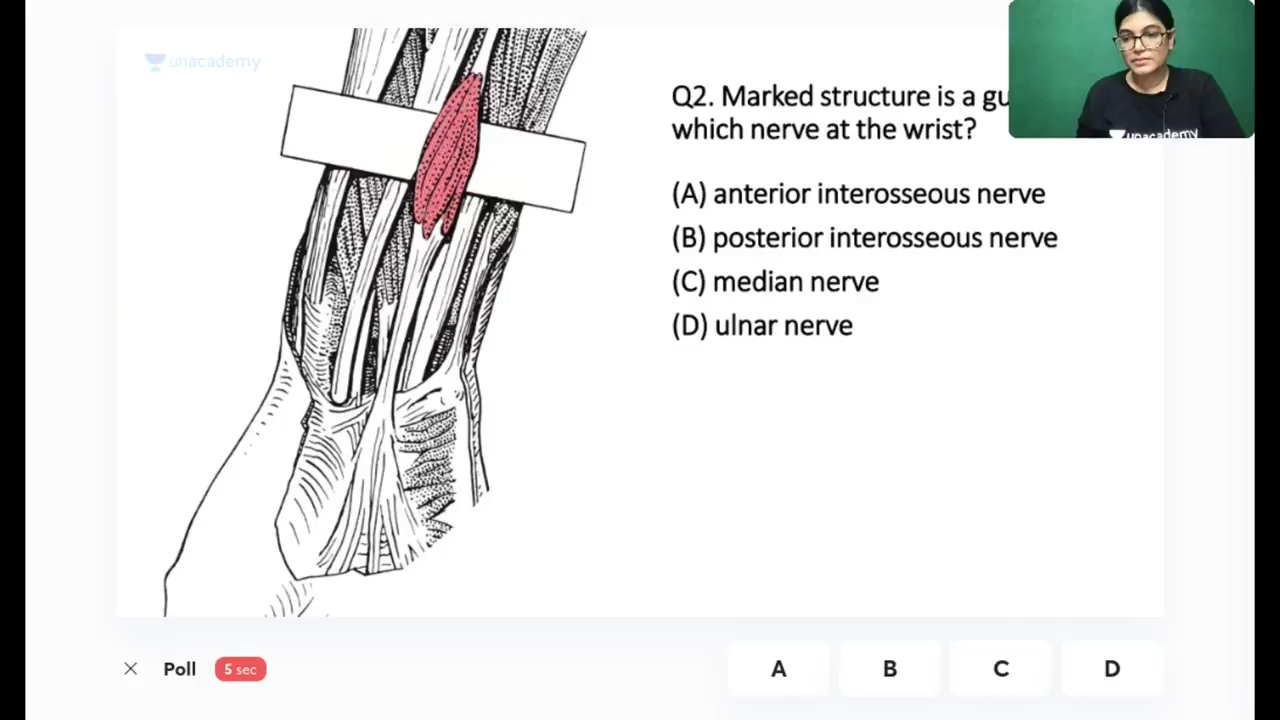 unacademy
Q2. Marked structure is a gu
which nerve at the wrist?
(A) anterior interosseous nerve
(B) posterior interosseous nerve
(C) median nerve
(D) ulnar nerve
unacademy
Poll
5 sec
A
B
C
D